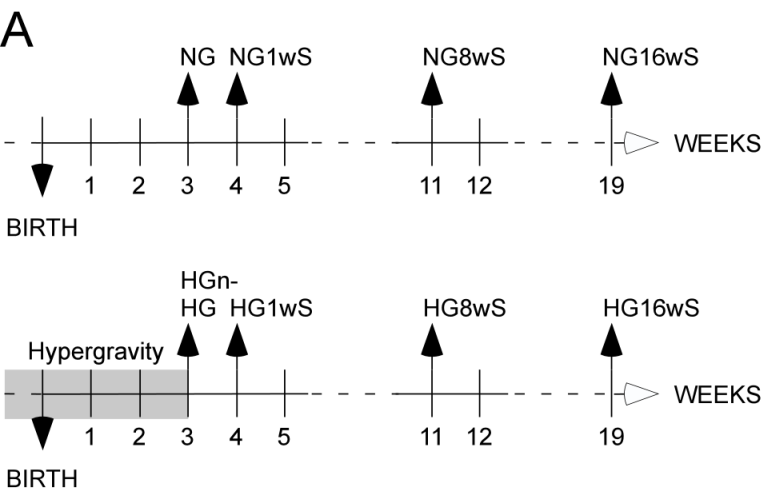 A
NG NG1wS NG8wS NG16wS
WEEKS
1 2 3 4 5 11 12 19
BIRTH
HGn-
HG HG1wS HG8wS HG16wS
Hypergravity
WEEKS
1 2 3 4 5 11 12 19
BIRTH